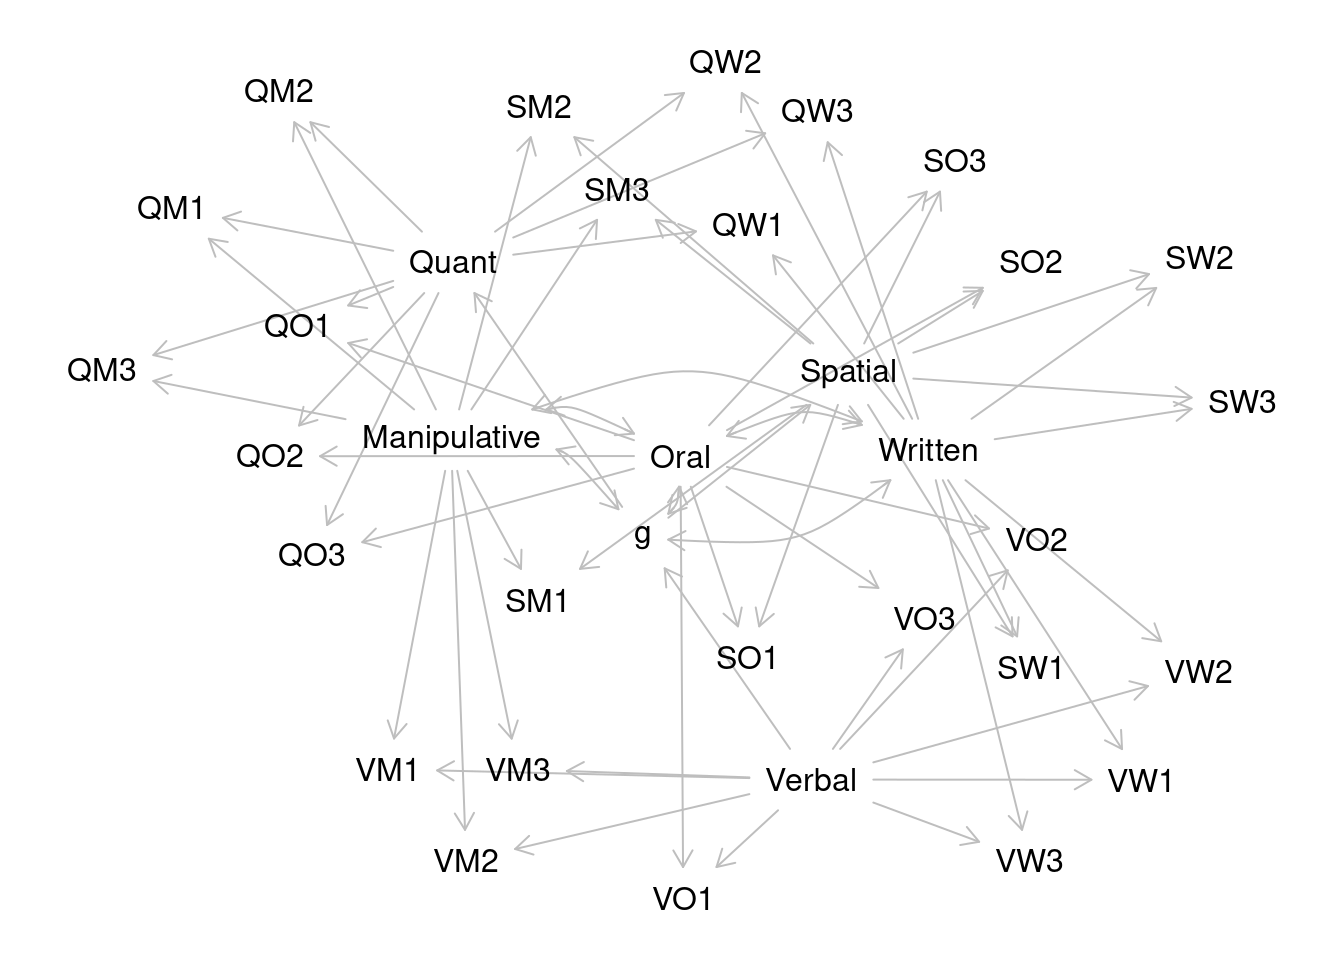 QW2
QM2
SM2
QW3
SO3
SM3
QM1
QW1
Quant
SO2
SW2
QO1
QM3
Spatial
SW3
Manipulative
Written
QO2
Oral
g
VO2
QO3
SM1
VO3
SO1
SW1
VW2
VM1
VM3
Verbal
VW1
VM2
VW3
VO1